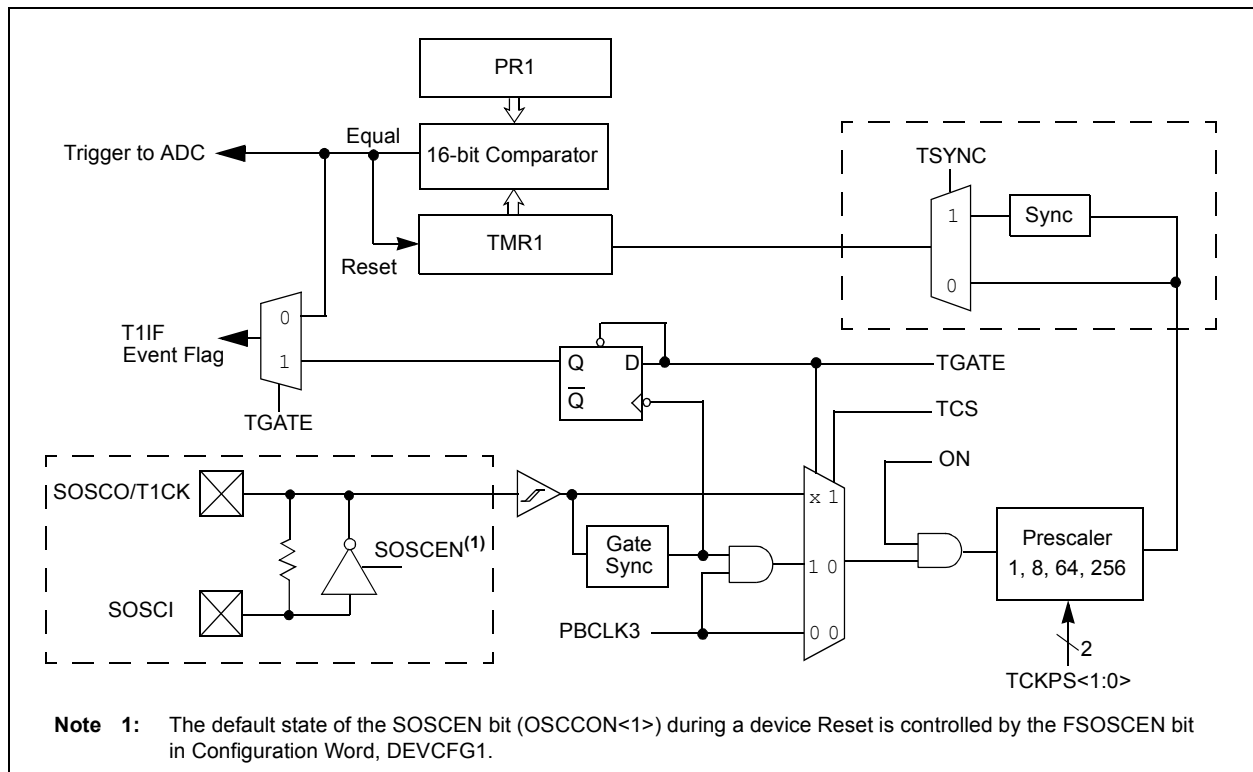 PR1
Equal
16-bit Comparator
Trigger to ADC
TSYNC
1
Sync
TMR1
Reset
0
0
T1IF
Event Flag
1
Q
D
Q
TGATE
TGATE
TCS
ON
SOSCO/T1CK
x 1
SOSCEN(1)
Gate
Sync
1 0
Prescaler
1, 8, 64, 256
SOSCI
PBCLK3
0 0
2
TCKPS<1:0>
Note 1: The default state of the SOSCEN bit (OSCCON<1>) during a device Reset is controlled by the FSOSCEN bit
in Configuration Word, DEVCFG1.